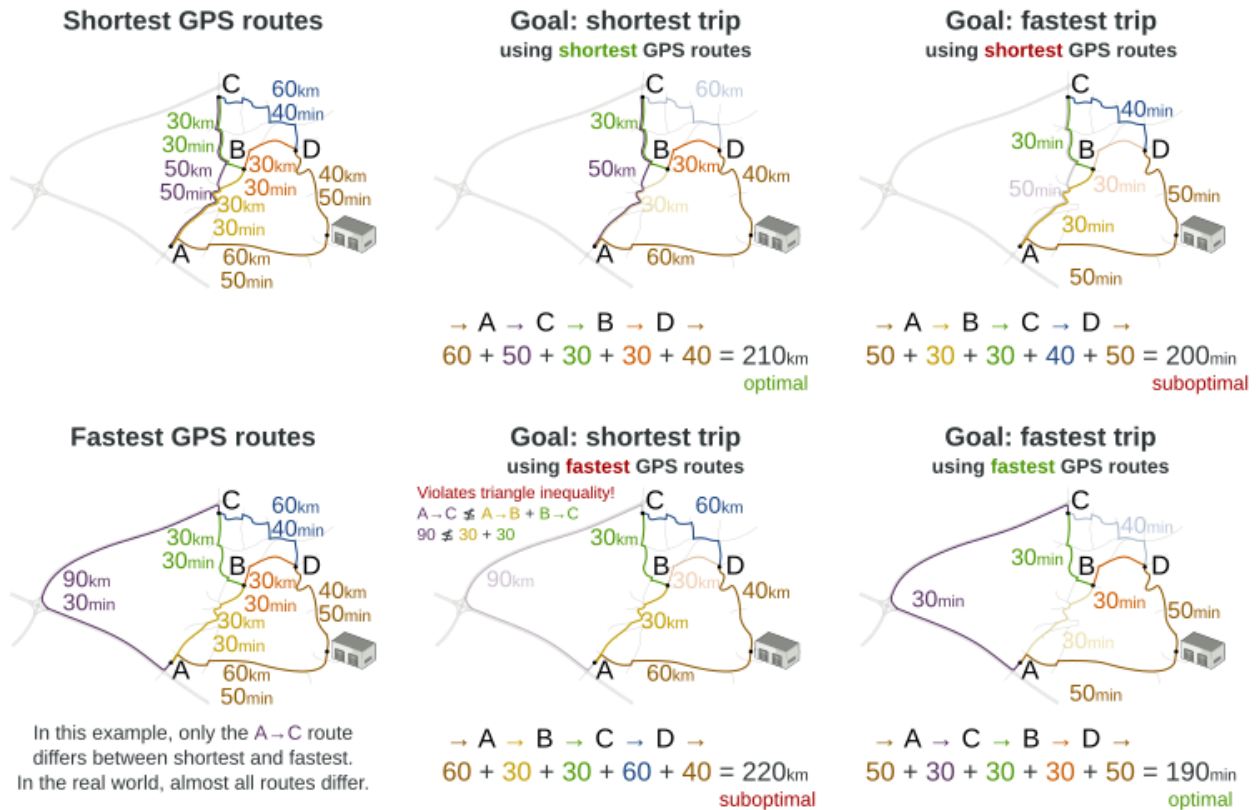 Shortest GPS routes
C
60km
40min
30km
30min
B
D
50km
50min
30km
30min
40km
50min
30km
30min
A
60km
50min
Goal: shortest trip
using shortest GPS routes
C
60km
30km
B
D
50km
30km
40km
30km
A
60km
→ A → C → B → D →
60 + 50 + 30 + 30 + 40 = 210km
optimal
Goal: fastest trip
using shortest GPS routes
C
40min
30min
B
D
50min
30min
50min
30min
A
50min
→ A → B → C → D →
50 + 30 + 30 + 40 + 50 = 200min
suboptimal
Fastest GPS routes
C
60km
40min
30km
30min
B
D
90km
30min
30km
30min
40km
50min
30km
30min
A
60km
50min
In this example, only the A→C route
differs between shortest and fastest.
In the real world, almost all routes differ.
Goal: shortest trip
using fastest GPS routes
Violates triangle inequality!
A→C ≰ A→B + B→C
90 ≰ 30 + 30
C
60km
30km
B
D
90km
30km
40km
30km
A
60km
→ A → B → C → D →
60 + 30 + 30 + 60 + 40 = 220km
suboptimal
Goal: fastest trip
using fastest GPS routes
C
40min
30min
B
D
30min
30min
50min
30min
A
50min
→ A → C → B → D →
50 + 30 + 30 + 30 + 50 = 190min
optimal